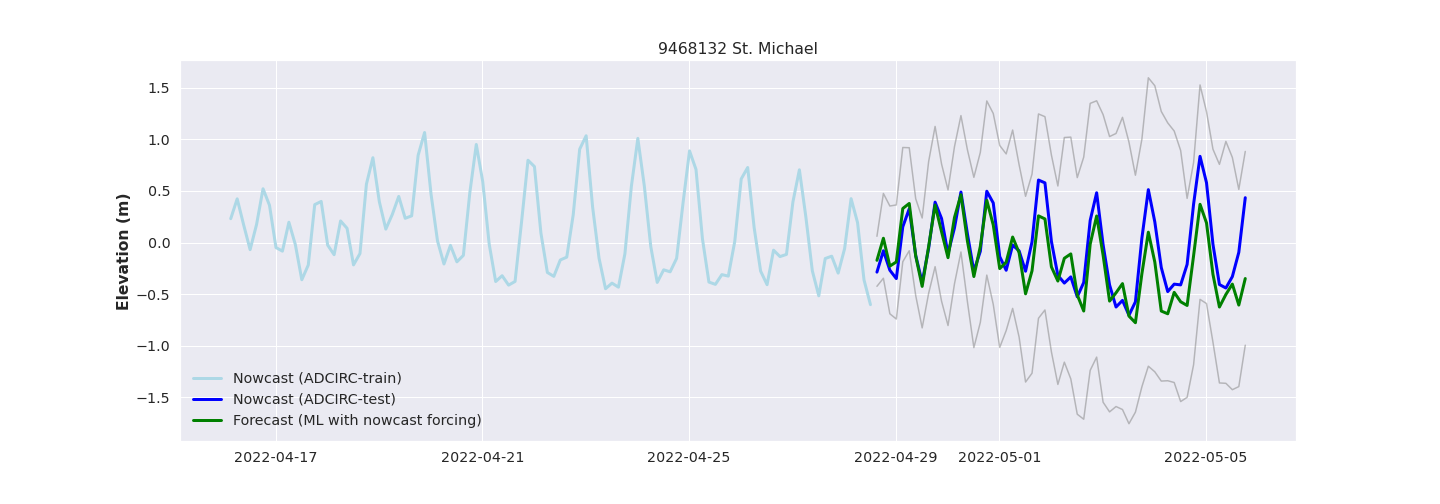 9468132 St. Michael
Elevation (m)
1.5
1.0
0.5
0.0
−0.5
−1.0
−1.5
Nowcast (ADCIRC-train)
Nowcast (ADCIRC-test)
Forecast (ML with nowcast forcing)
2022-04-17
2022-04-21
2022-04-25
2022-04-29
2022-05-01
2022-05-05